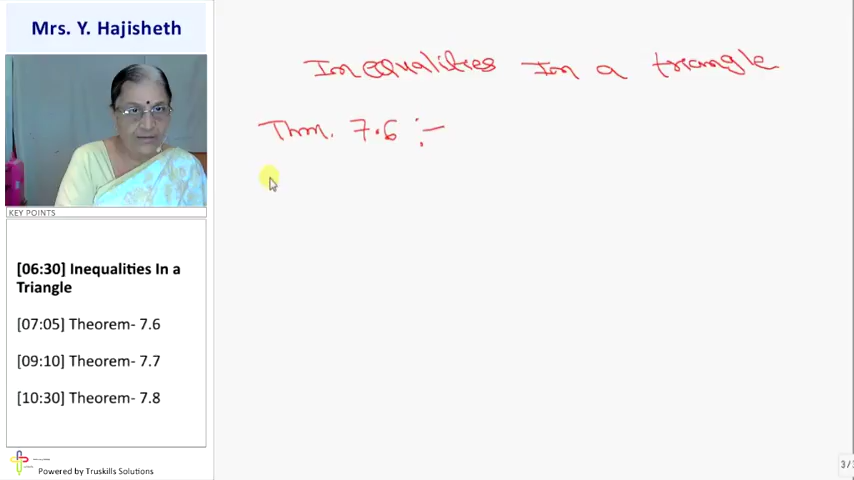 Mrs. Y. Hajisheth
Inequalities In a triangle
Thm. 7.6 :-
KEY POINTS
[06:30] Inequalities In a
Triangle
[07:05] Theorem- 7.6
[09:10] Theorem- 7.7
[10:30] Theorem- 7.8
Powered by Truskills Solutions